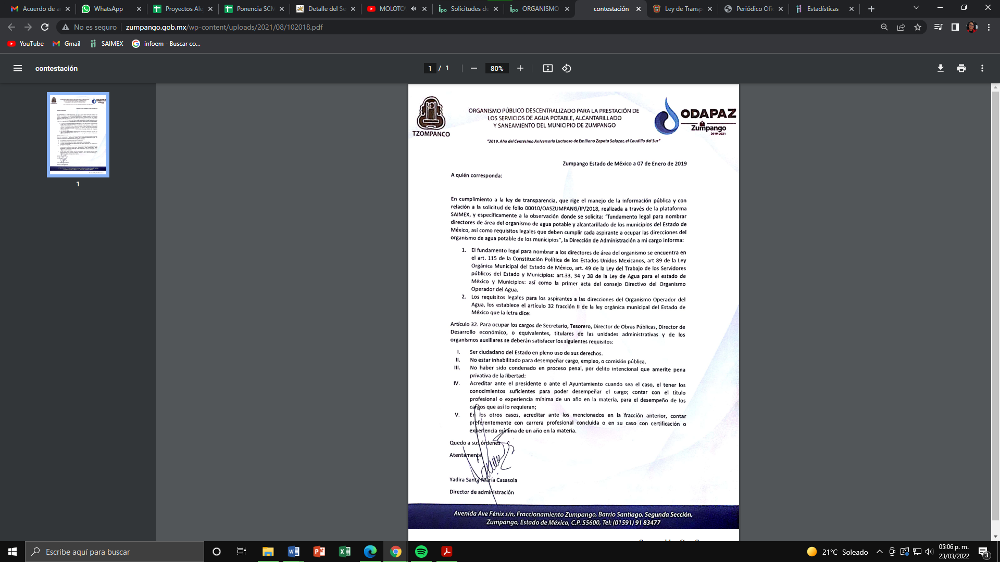 Acuerdo de a
WhatsApp
Proyectos Ale
Ponencia SCM
Detalle del Se
MOLOTO
Solicitudes de
ORGANISMO
contestación
Ley de Transp
Periódico Ofic
Estadísticas
No es seguro
zumpango.gob.mx/wp-content/uploads/2021/08/102018.pdf
YouTube
Gmail
SAIMEX
infoem - Buscar co...
contestación
1 / 1
80%
1
TZOMPANCO
ORGANISMO PÚBLICO DESCENTRALIZADO PARA LA PRESTACIÓN DE
LOS SERVICIOS DE AGUA POTABLE, ALCANTARILLADO
Y SANEAMIENTO DEL MUNICIPIO DE ZUMPANGO
ODAPAZ
Zumpango
2019-2021
"2019. Año del Centésimo Aniversario Luctuoso de Emiliano Zapata Salazar, el Caudillo del Sur"
Zumpango Estado de México a 07 de Enero de 2019
A quién corresponda:
En cumplimiento a la ley de transparencia, que rige el manejo de la información pública y con
relación a la solicitud de folio 00010/OASZUMPANG/IP/2018, realizada a través de la plataforma
SAIMEX, y específicamente a la observación donde se solicita: "fundamento legal para nombrar
directores de área del organismo de agua potable y alcantarillado de los municipios del Estado de
México, así como requisitos legales que deben cumplir cada aspirante a ocupar las direcciones del
organismo de agua potable de los municipios", la Dirección de Administración a mi cargo informa:
1. El fundamento legal para nombrar a los directores de área del organismo se encuentra en
el art. 115 de la Constitución Política de los Estados Unidos Mexicanos, art 89 de la Ley
Orgánica Municipal del Estado de México, art. 49 de la Ley del Trabajo de los Servidores
públicos del Estado y Municipios: art.33, 34 y 38 de la Ley de Agua para el estado de
México y Municipios: así como la primer acta del consejo Directivo del Organismo
Operador del Agua.
2. Los requisitos legales para los aspirantes a las direcciones del Organismo Operador del
Agua, los establece el artículo 32 fracción II de la ley orgánica municipal del Estado de
México que la letra dice:
Artículo 32. Para ocupar los cargos de Secretario, Tesorero, Director de Obras Públicas, Director de
Desarrollo económico, o equivalentes, titulares de las unidades administrativas y de los
organismos auxiliares se deberán satisfacer los siguientes requisitos:
I. Ser ciudadano del Estado en pleno uso de sus derechos.
II. No estar inhabilitado para desempeñar cargo, empleo, o comisión pública.
III. No haber sido condenado en proceso penal, por delito intencional que amerite pena
privativa de la libertad:
IV. Acreditar ante el presidente o ante el Ayuntamiento cuando sea el caso, el tener los
conocimientos suficientes para poder desempeñar el cargo; contar con el título
profesional o experiencia mínima de un año en la materia, para el desempeño de los
cargos que así lo requieran;
V. En los otros casos, acreditar ante los mencionados en la fracción anterior, contar
preferentemente con carrera profesional concluida o en su caso con certificación o
experiencia mínima de un año en la materia.
Quedo a sus órdenes
Atentamente
Yadira Santa María Casasola
Director de administración
Avenida Ave Fénix s/n, Fraccionamiento Zumpango, Barrio Santiago, Segunda Sección,
Zumpango, Estado de México, C.P. 55600, Tel: (01591) 91 83477
Escribe aquí para buscar
21°C Soleado
05:06 p. m.
23/03/2022
3